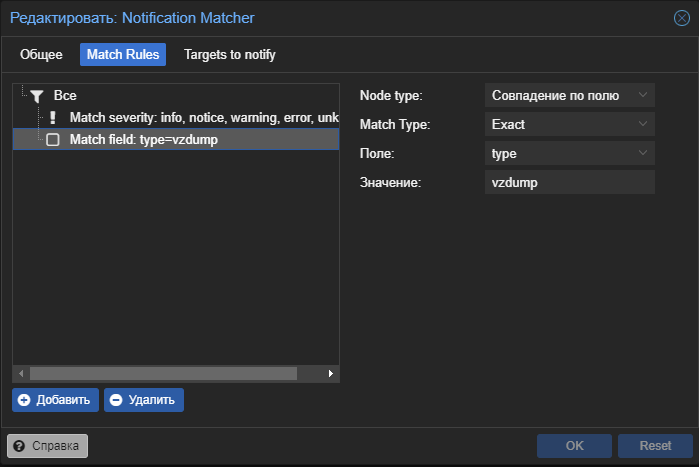 Редактировать: Notification Matcher
Общее Match Rules Targets to notify
Все
Match severity: info, notice, warning, error, unk
Match field: type=vzdump
Node type: Совпадение по полю
Match Type: Exact
Поле: type
Значение: vzdump
Добавить Удалить
Справка OK Reset